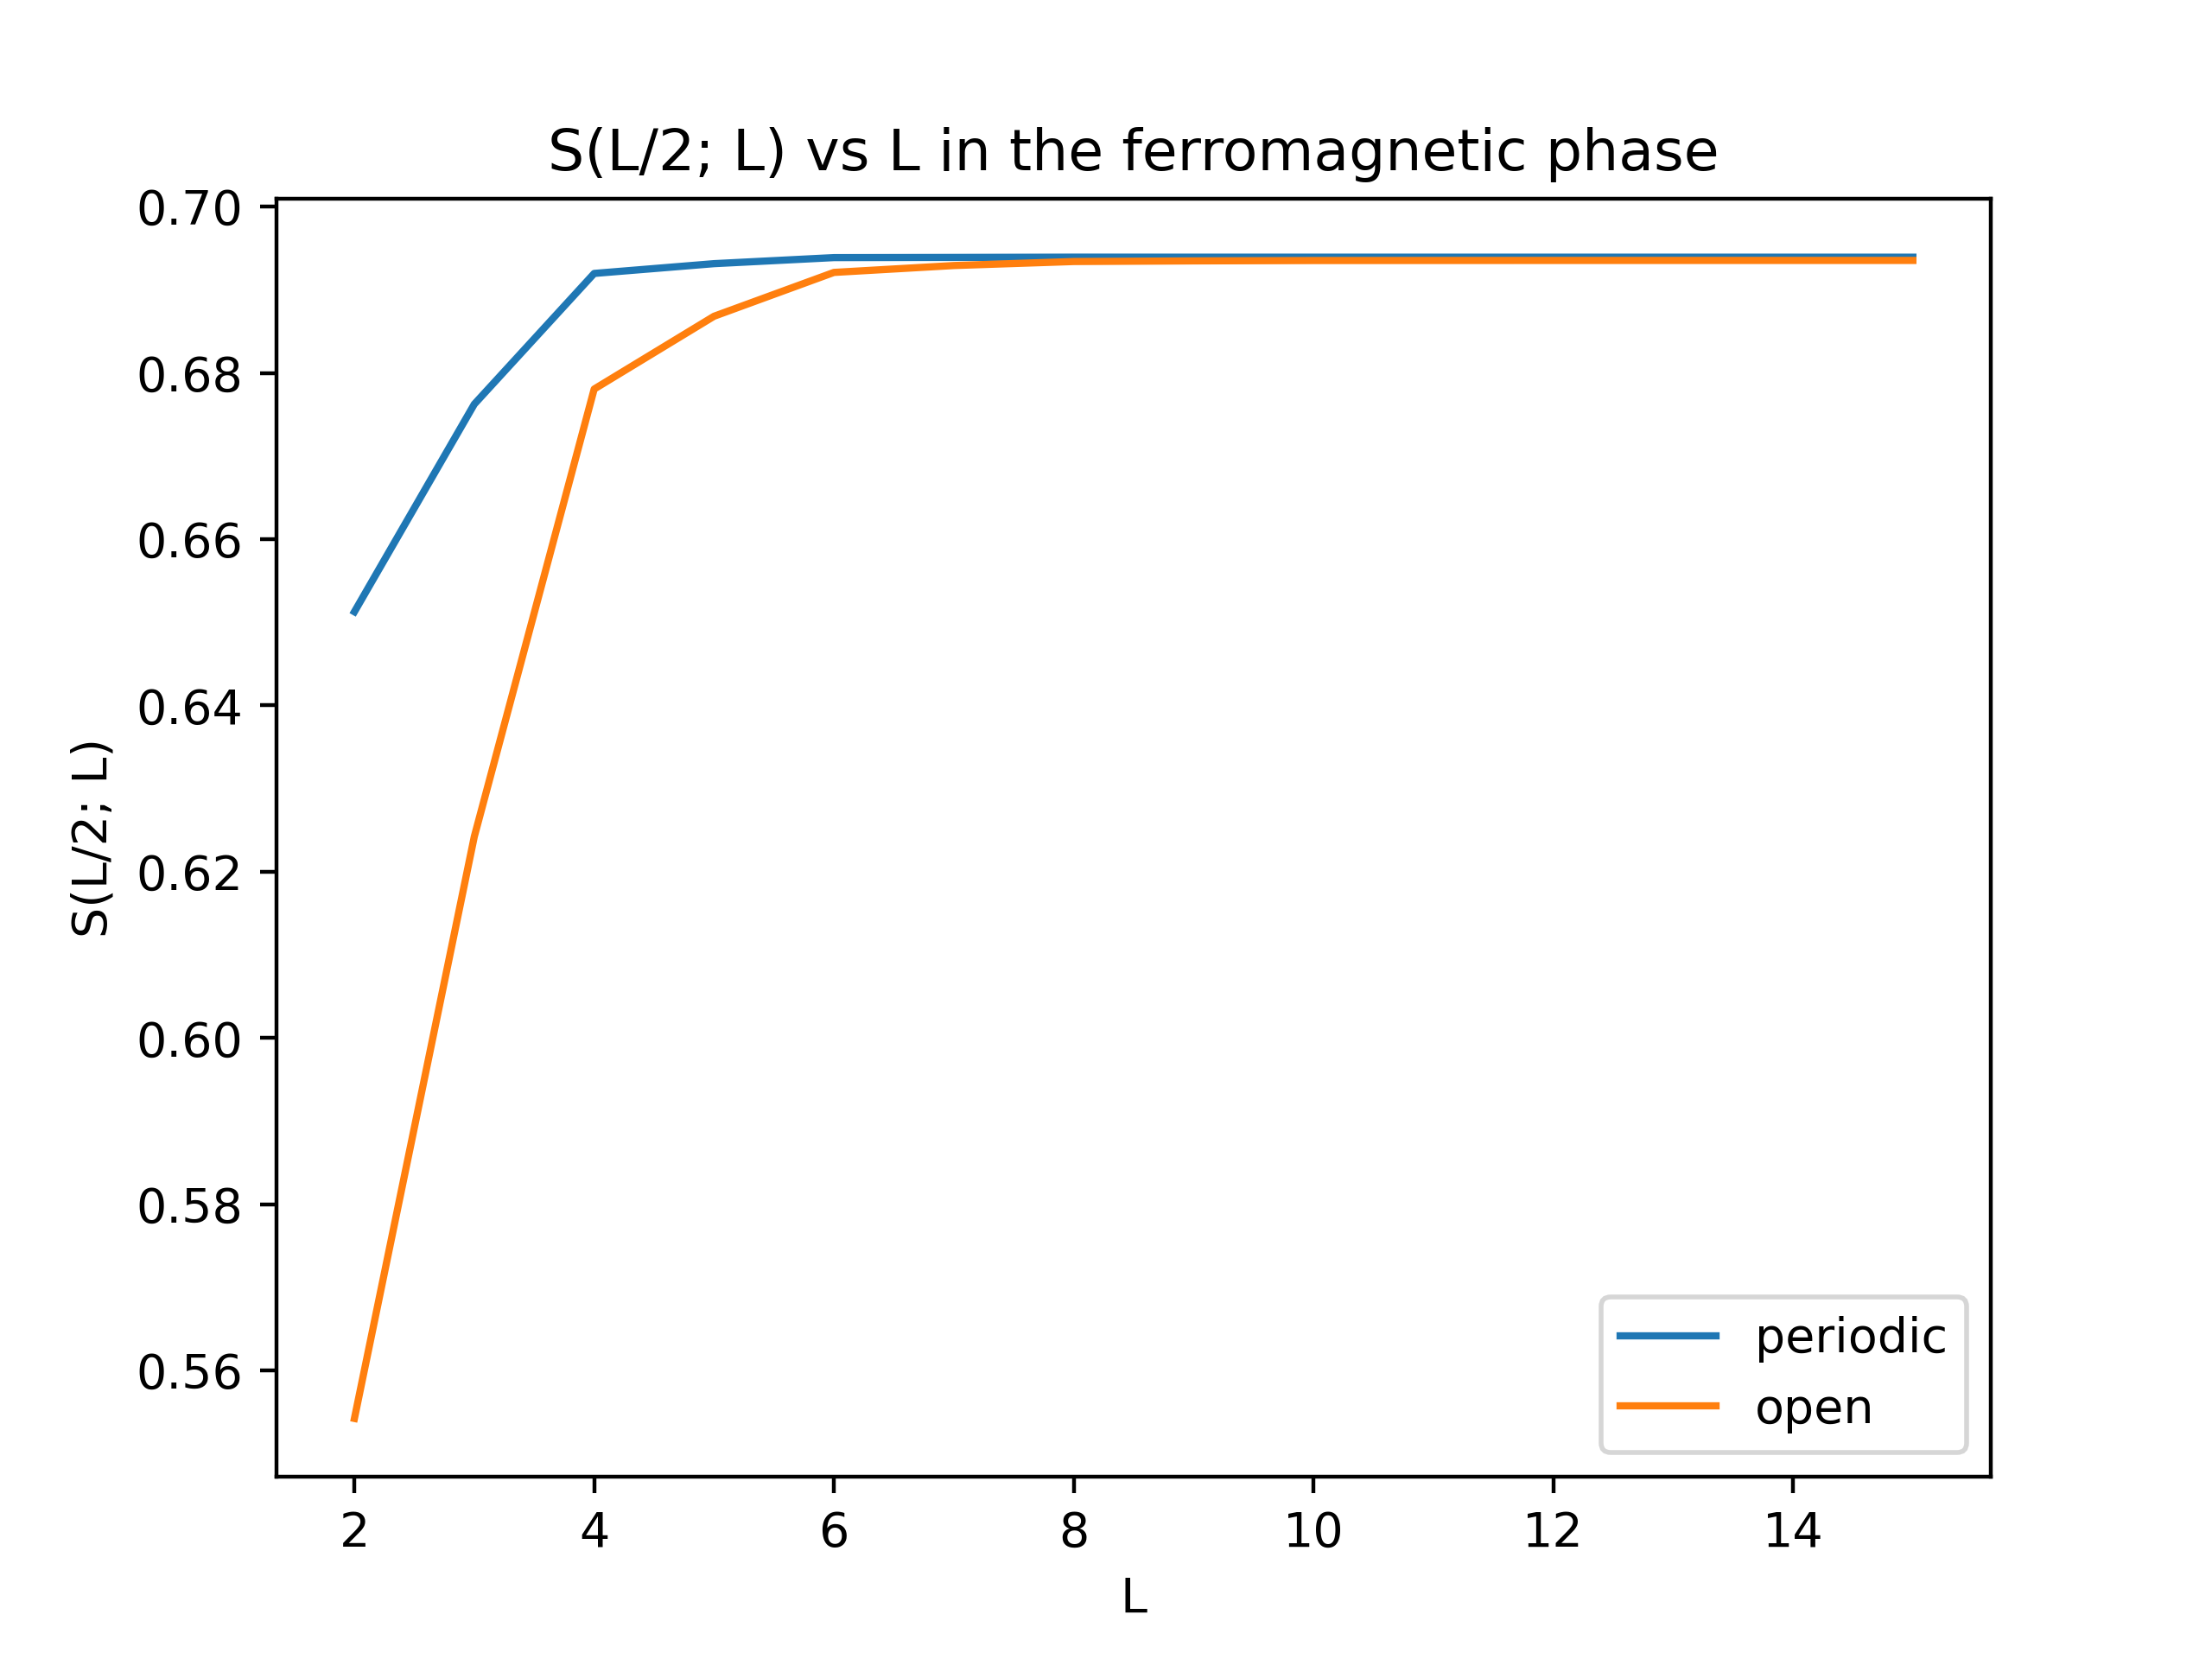 S(L/2; L) vs L in the ferromagnetic phase
0.70
0.68
0.66
0.64
0.62
0.60
0.58
0.56
S(L/2; L)
2 4 6 8 10 12 14
L
periodic
open